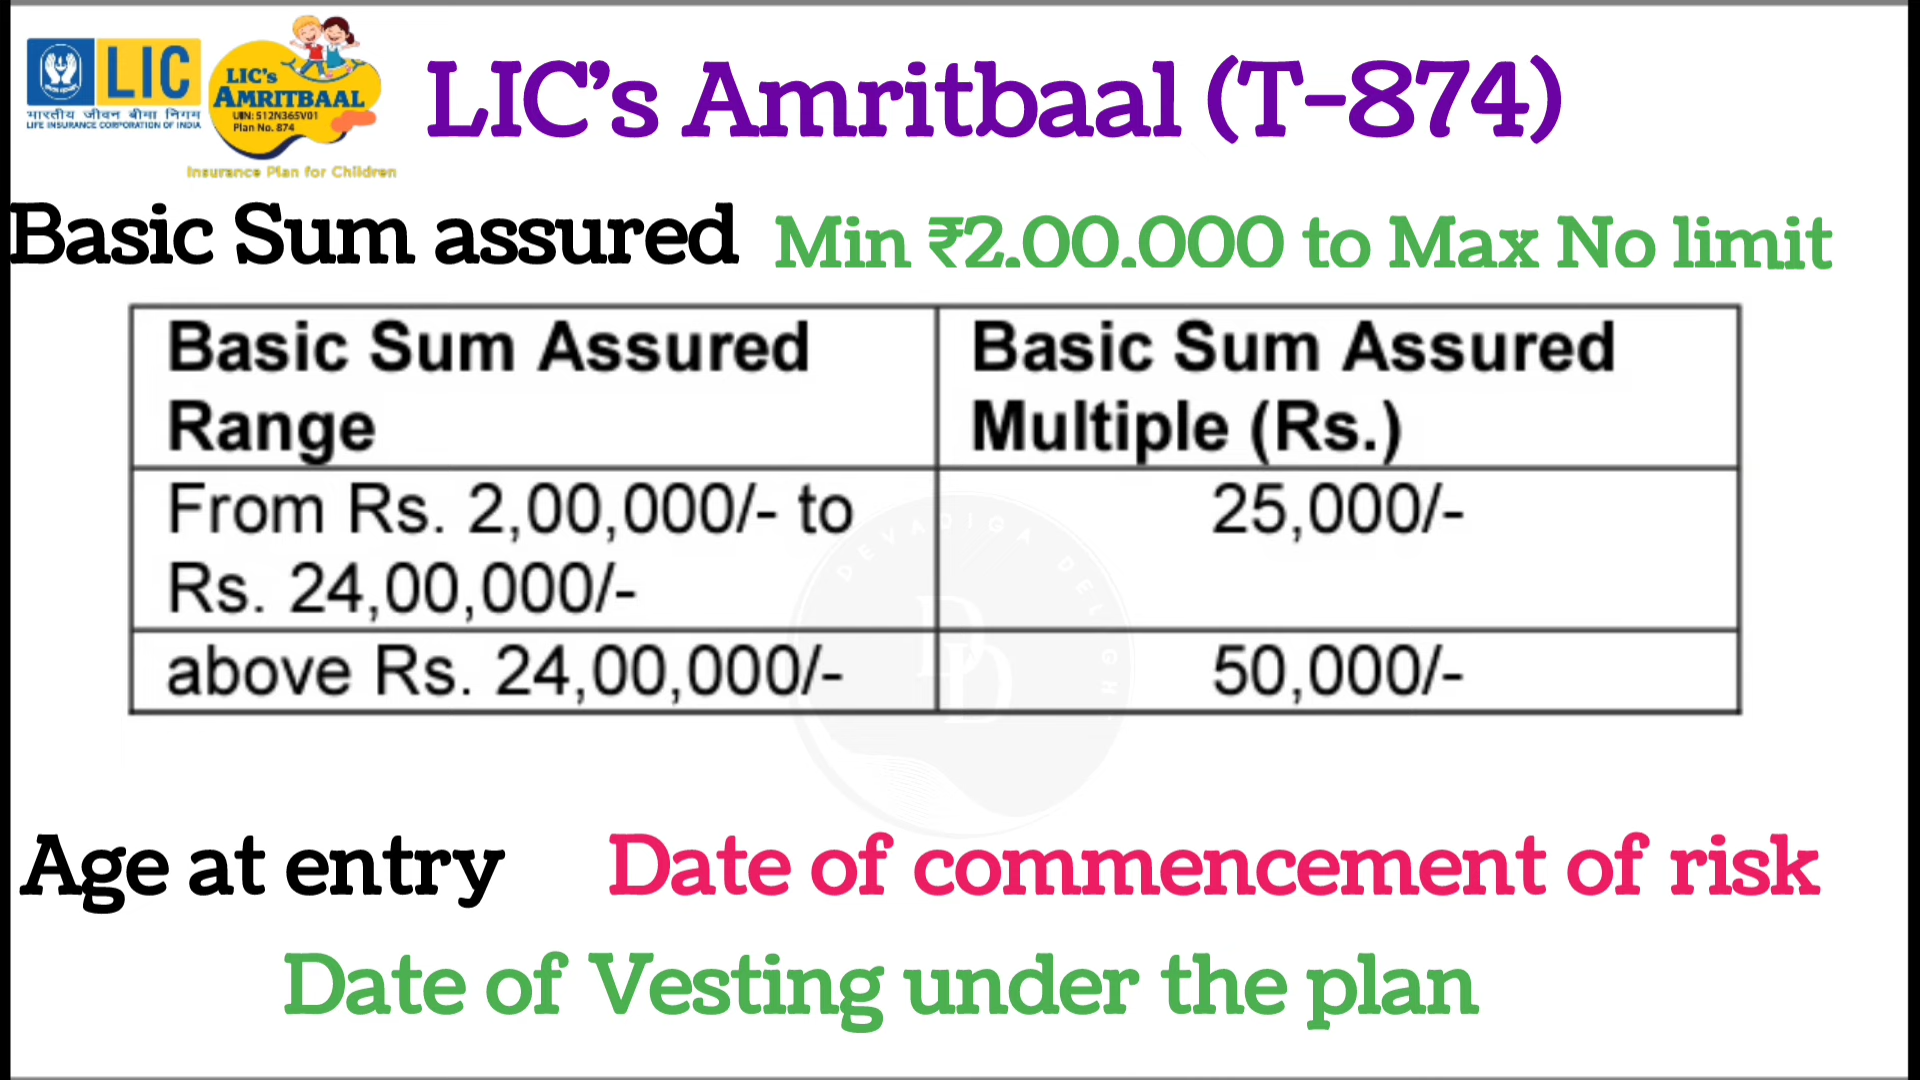 LIC
भारतीय जीवन बीमा निगम
LIFE INSURANCE CORPORATION OF INDIA
LIC's
AMRITBAAL
UIN: 512N365V01
Plan No. 874
Insurance Plan for Children
LIC's Amritbaal (T-874)
Basic Sum assured Min ₹2.00.000 to Max No limit
Basic Sum Assured Basic Sum Assured
Range Multiple (Rs.)
From Rs. 2,00,000/- to 25,000/-
Rs. 24,00,000/-
above Rs. 24,00,000/- 50,000/-
DEVADIGA DELIGHT
DD
Age at entry Date of commencement of risk
Date of Vesting under the plan